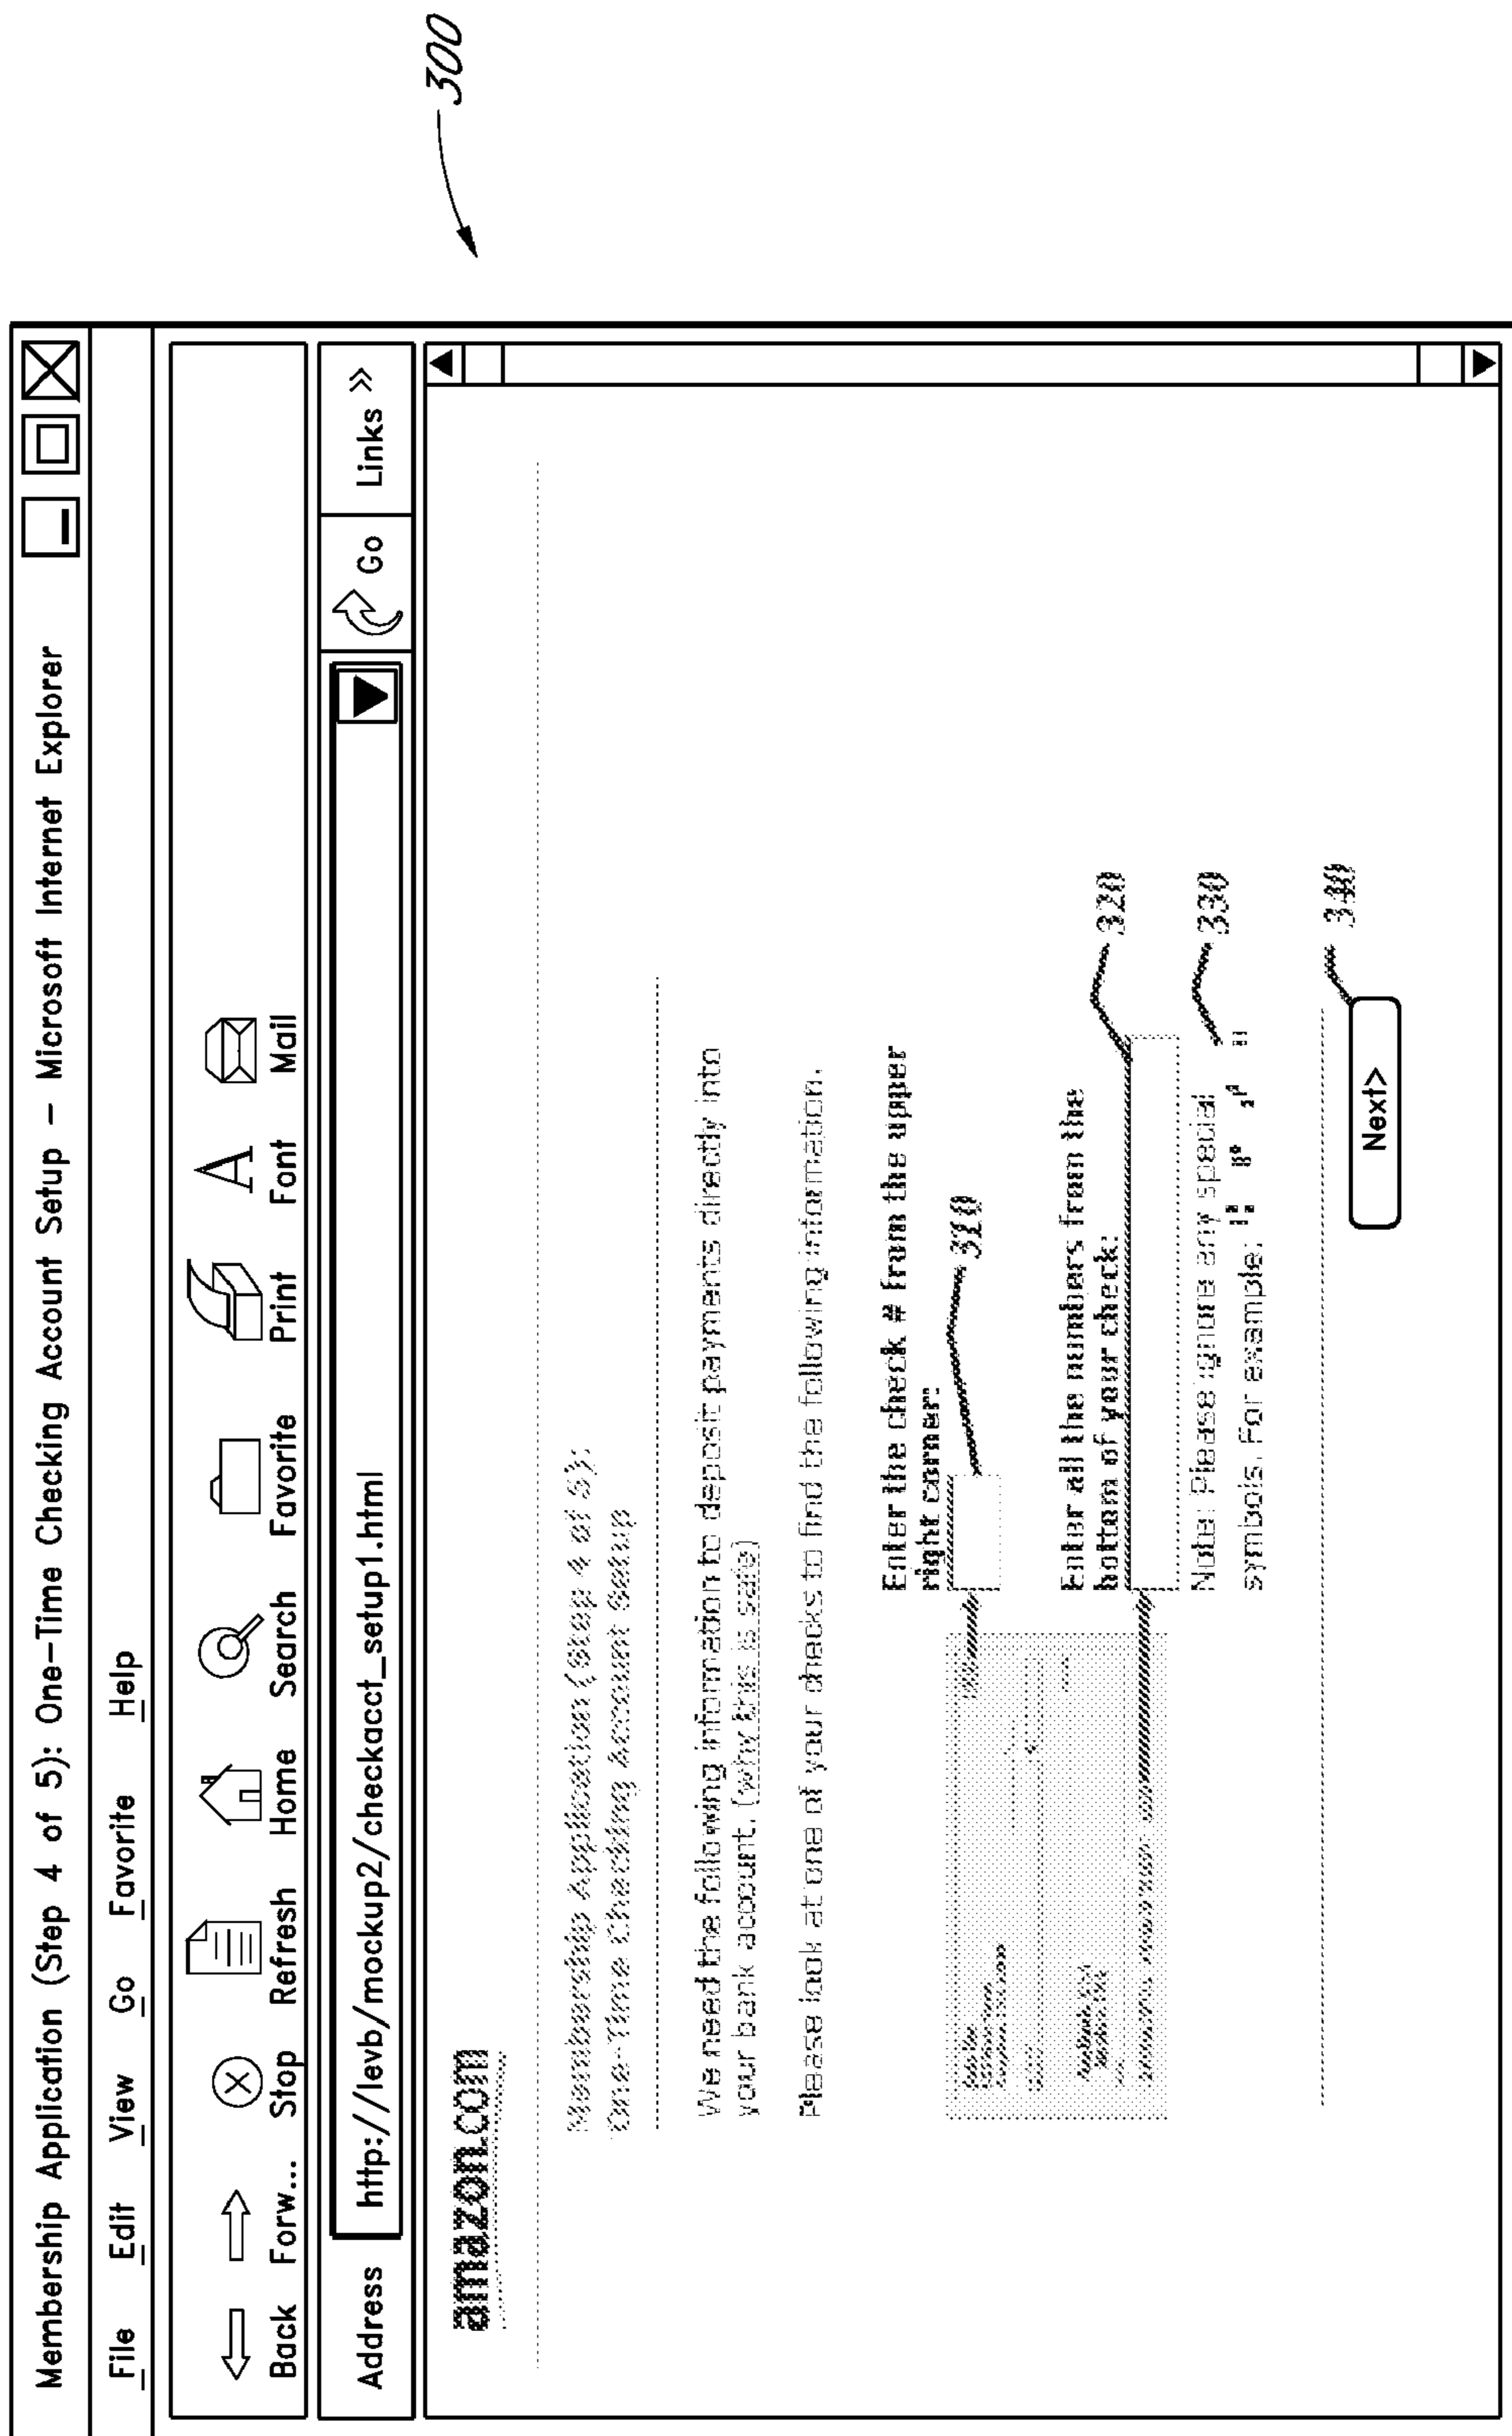 300
Membership Application (Step 4 of 5): One-Time Checking Account Setup – Microsoft Internet Explorer
File Edit View Go Favorite Help
Back Forw... Stop Refresh Home Search Favorite Print Font Mail
Address http://levb/mockup2/checkacct_setup1.html Go Links »
amazon.com
Membership Application (Step 4 of 5):
One-Time Checking Account Setup
We need the following information to deposit payments directly into
your bank account. (why this is safe)
Please look at one of your checks to find the following information.
Enter the check # from the upper
right corner:
310
Enter all the numbers from the
bottom of your check:
320
Note: Please ignore any special
symbols. For example:
330
340
Next>